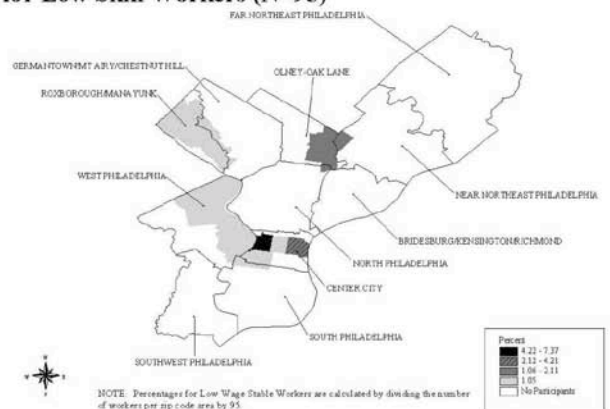 for Low Skill Workers (N=95)
FAR NORTHEAST PHILADELPHIA
GERMANTOWN/MT AIRY/CHESTNUT HILL
OLNEY-OAK LANE
ROXBOROUGH/MANAYUNK
WEST PHILADELPHIA
NEAR NORTHEAST PHILADELPHIA
BRIDESBURG/KENSINGTON/RICHMOND
NORTH PHILADELPHIA
CENTER CITY
SOUTH PHILADELPHIA
SOUTHWEST PHILADELPHIA
N
W E
S
Percent
4.22 - 7.37
2.12 - 4.21
1.06 - 2.11
1.05
No Participants
NOTE: Percentages for Low Wage Stable Workers are calculated by dividing the number
of workers per zip code area by 95.